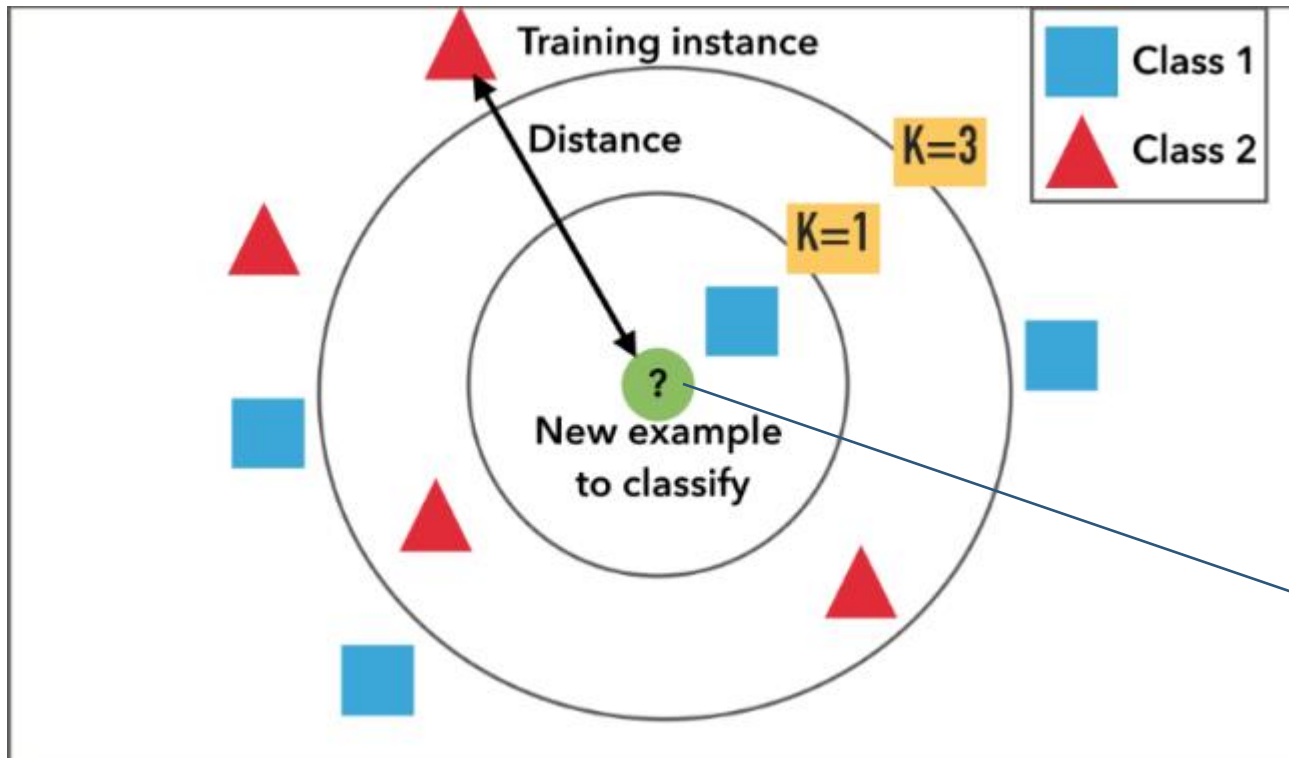 Training instance
Class 1
Distance
K=3
Class 2
K=1
?
New example
to classify